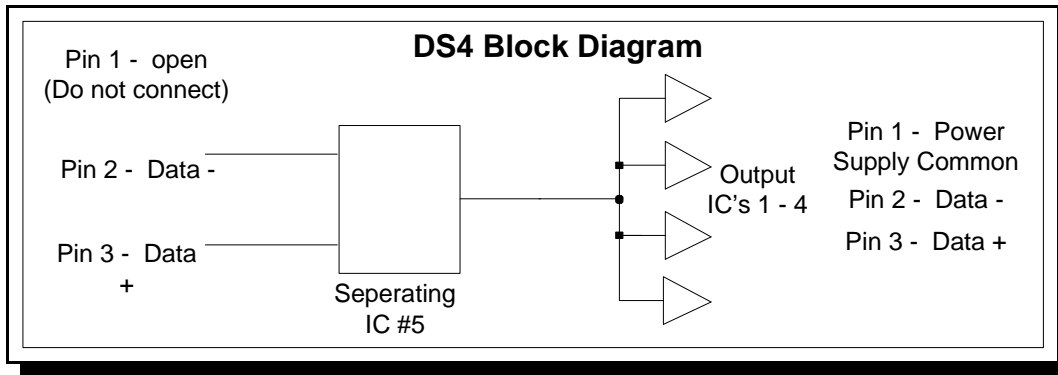 DS4 Block Diagram
Pin 1 - open
(Do not connect)
Pin 2 - Data -
Pin 3 - Data
+
Seperating
IC #5
Output
IC's 1 - 4
Pin 1 - Power
Supply Common
Pin 2 - Data -
Pin 3 - Data +